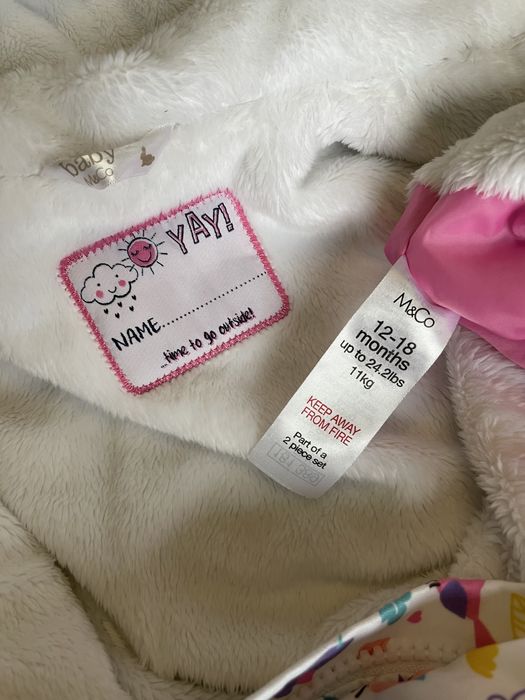 baby
M&Co
YAY!
NAME
...time to go outside!
M&Co
12-18
months
up to 24.2lbs
11kg
KEEP AWAY
FROM FIRE
Part of a
2 piece set